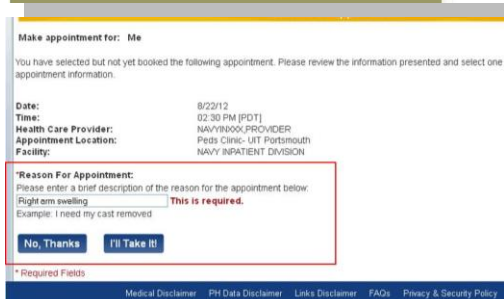 Make appointment for: Me
You have selected but not yet booked the following appointment. Please review the information presented and select one
appointment information.
Date: 8/22/12
Time: 02:30 PM [PDT]
Health Care Provider: NAVYINXXX,PROVIDER
Appointment Location: Peds Clinic- UIT Portsmouth
Facility: NAVY INPATIENT DIVISION
*Reason For Appointment:
Please enter a brief description of the reason for the appointment below:
Right arm swelling This is required.
Example: I need my cast removed
No, Thanks I'll Take It!
* Required Fields
Medical Disclaimer PH Data Disclaimer Links Disclaimer FAQs Privacy & Security Policy